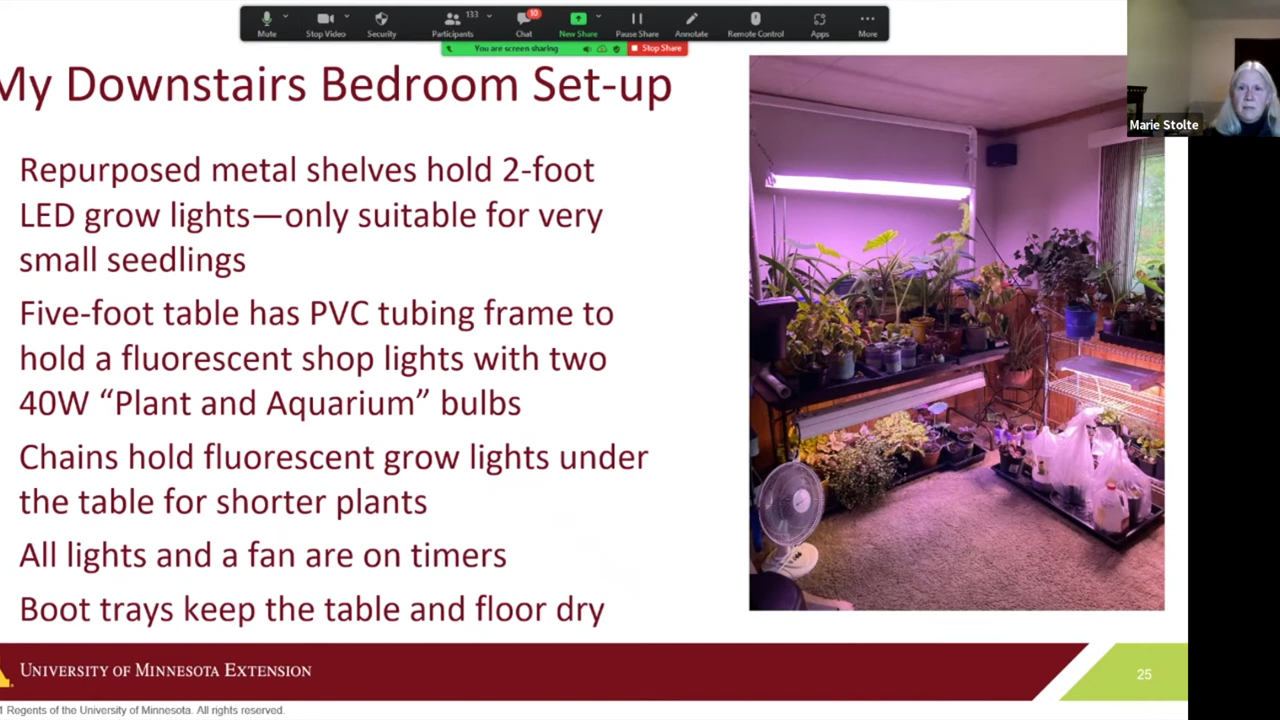 133
10
Mute
Stop Video
Security
Participants
Chat
New Share
Pause Share
Annotate
Remote Control
Apps
More
You are screen sharing
Stop Share
My Downstairs Bedroom Set-up
Repurposed metal shelves hold 2-foot
LED grow lights—only suitable for very
small seedlings
Five-foot table has PVC tubing frame to
hold a fluorescent shop lights with two
40W “Plant and Aquarium” bulbs
Chains hold fluorescent grow lights under
the table for shorter plants
All lights and a fan are on timers
Boot trays keep the table and floor dry
Marie Stolte
UNIVERSITY OF MINNESOTA EXTENSION
25
Regents of the University of Minnesota. All rights reserved.